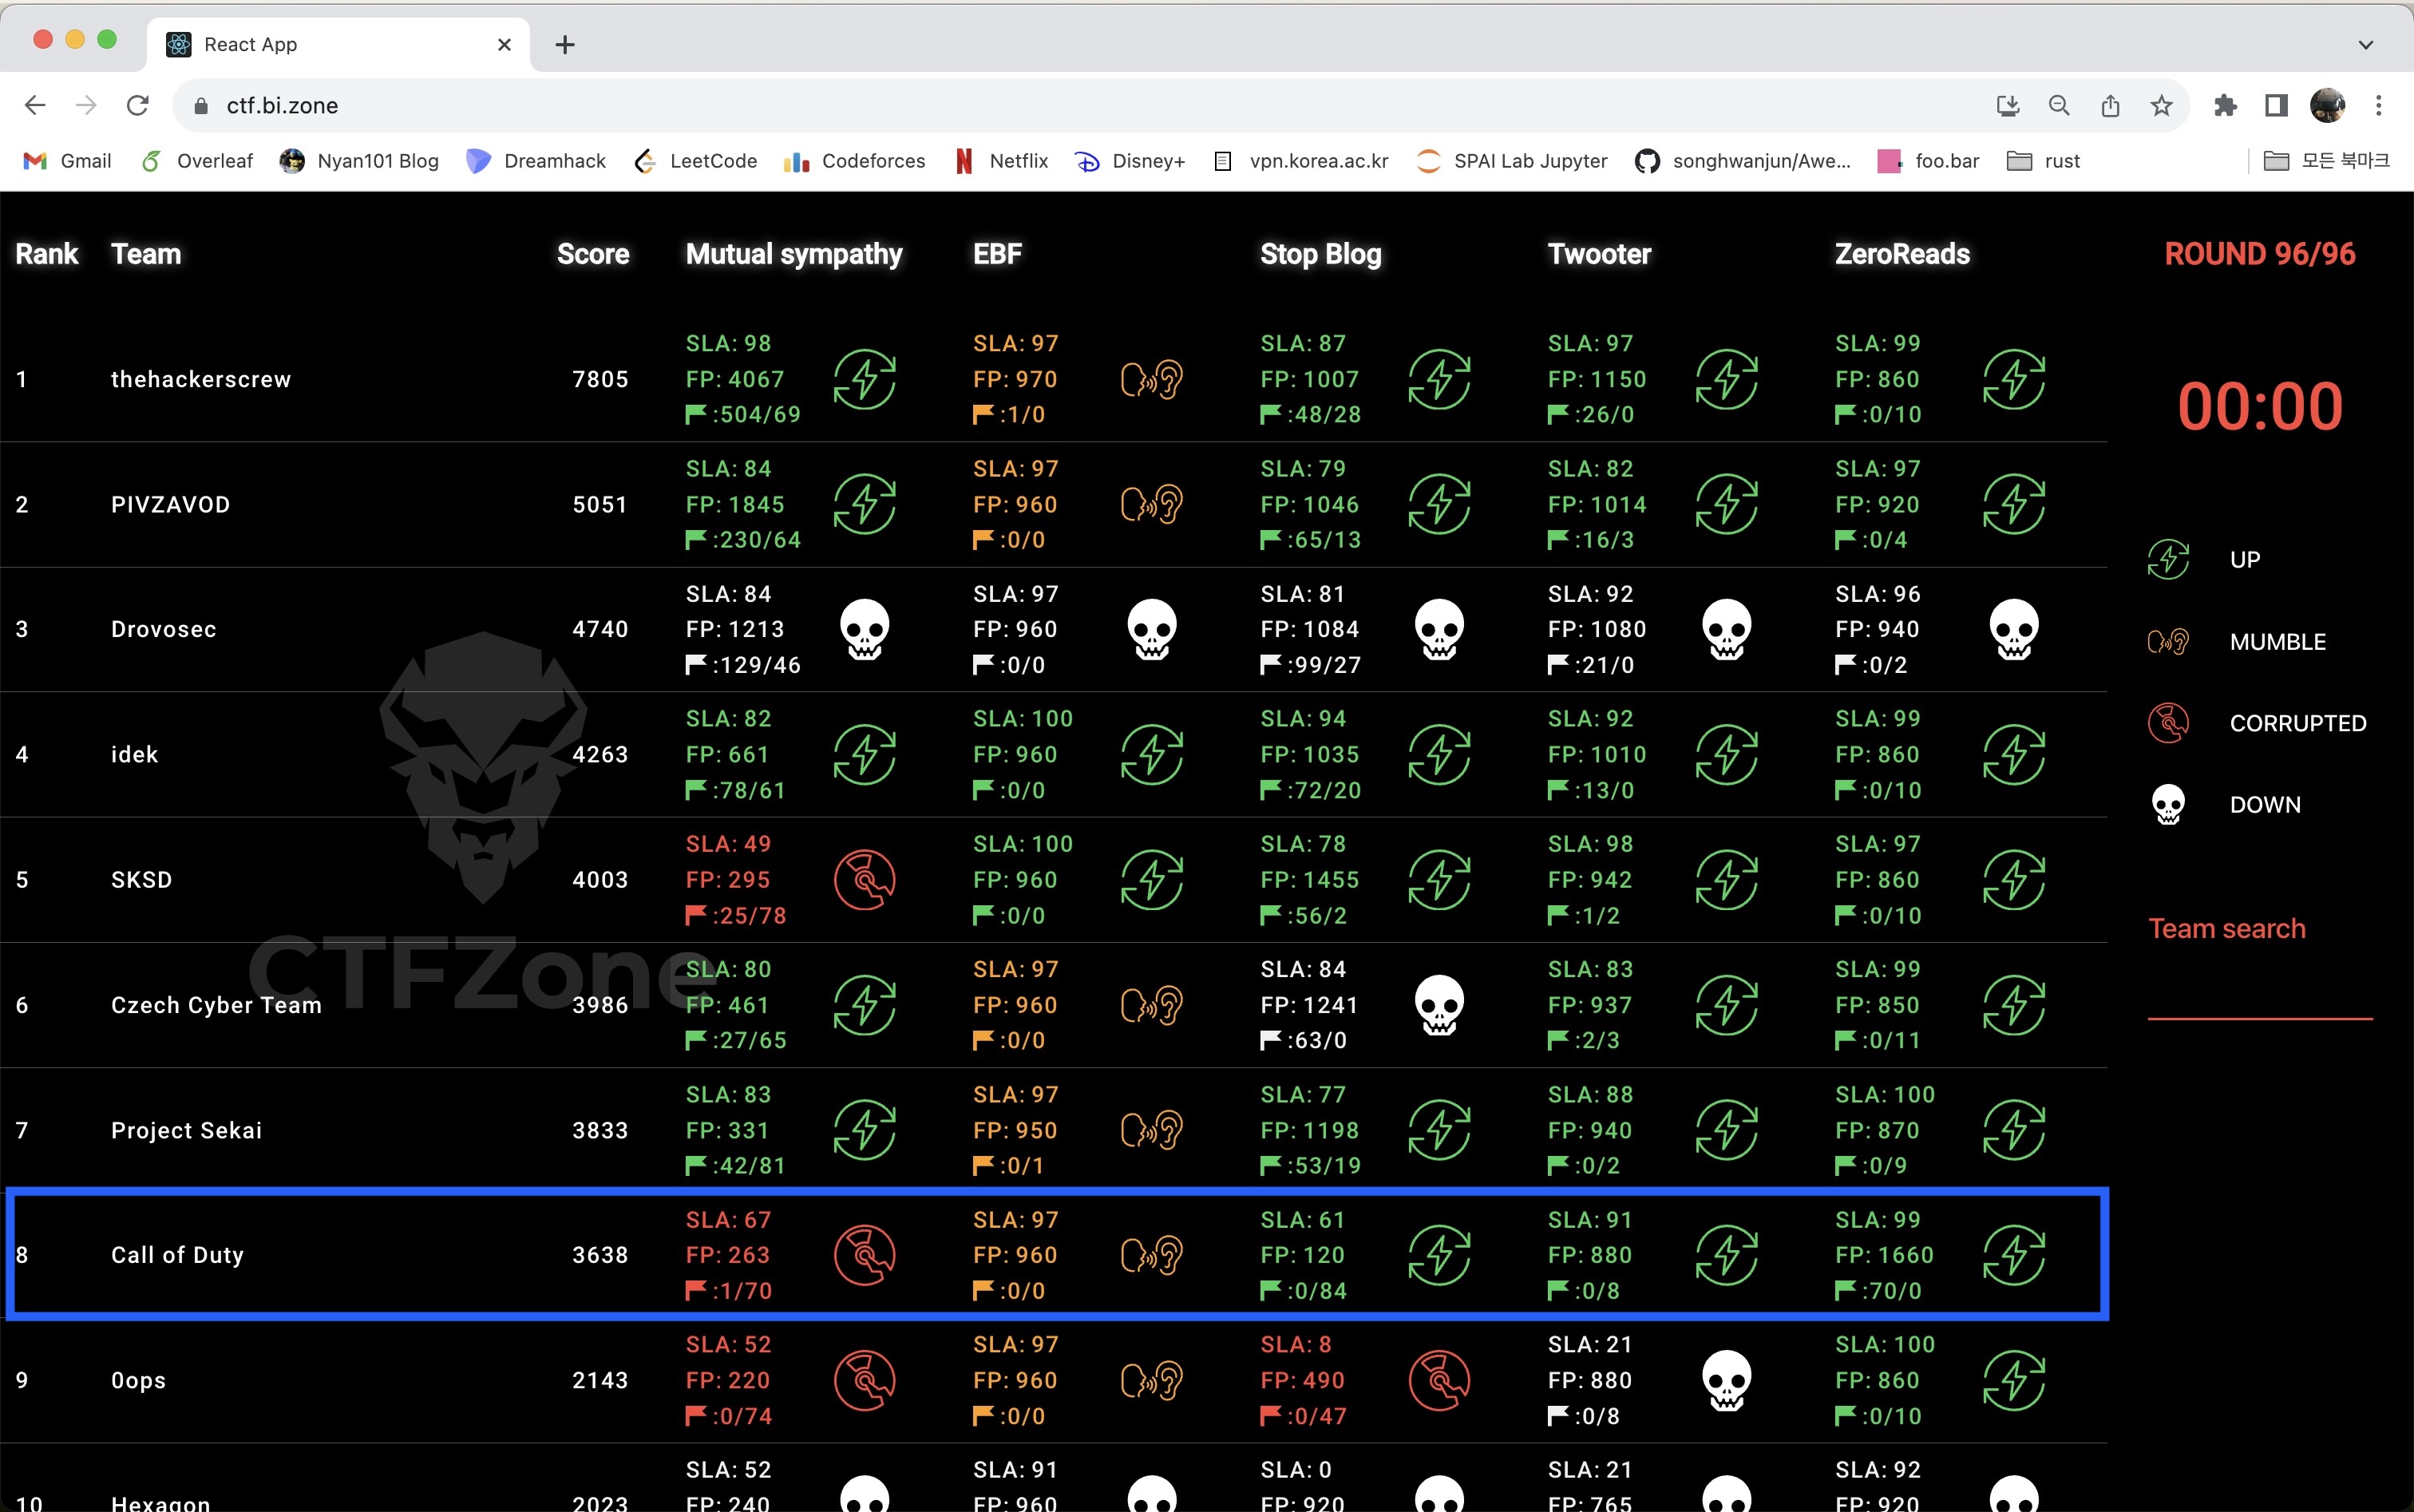 React App
ctf.bi.zone
Gmail Overleaf Nyan101 Blog Dreamhack LeetCode Codeforces Netflix Disney+ vpn.korea.ac.kr SPAI Lab Jupyter songhwanjun/Awe... foo.bar rust 모든 북마크
Rank Team Score Mutual sympathy EBF Stop Blog Twooter ZeroReads ROUND 96/96
SLA: 98 SLA: 97 SLA: 87 SLA: 97 SLA: 99
1 thehackerscrew 7805 FP: 4067 FP: 970 FP: 1007 FP: 1150 FP: 860
:504/69 :1/0 :48/28 :26/0 :0/10
00:00
SLA: 84 SLA: 97 SLA: 79 SLA: 82 SLA: 97
2 PIVZAVOD 5051 FP: 1845 FP: 960 FP: 1046 FP: 1014 FP: 920
:230/64 :0/0 :65/13 :16/3 :0/4
UP
SLA: 84 SLA: 97 SLA: 81 SLA: 92 SLA: 96
3 Drovosec 4740 FP: 1213 FP: 960 FP: 1084 FP: 1080 FP: 940
:129/46 :0/0 :99/27 :21/0 :0/2
MUMBLE
SLA: 82 SLA: 100 SLA: 94 SLA: 92 SLA: 99
4 idek 4263 FP: 661 FP: 960 FP: 1035 FP: 1010 FP: 860
:78/61 :0/0 :72/20 :13/0 :0/10
CORRUPTED
DOWN
SLA: 49 SLA: 100 SLA: 78 SLA: 98 SLA: 97
5 SKSD 4003 FP: 295 FP: 960 FP: 1455 FP: 942 FP: 860
:25/78 :0/0 :56/2 :1/2 :0/10
Team search
CTFZone
SLA: 80 SLA: 97 SLA: 84 SLA: 83 SLA: 99
6 Czech Cyber Team 3986 FP: 461 FP: 960 FP: 1241 FP: 937 FP: 850
:27/65 :0/0 :63/0 :2/3 :0/11
SLA: 83 SLA: 97 SLA: 77 SLA: 88 SLA: 100
7 Project Sekai 3833 FP: 331 FP: 950 FP: 1198 FP: 940 FP: 870
:42/81 :0/1 :53/19 :0/2 :0/9
SLA: 67 SLA: 97 SLA: 61 SLA: 91 SLA: 99
8 Call of Duty 3638 FP: 263 FP: 960 FP: 120 FP: 880 FP: 1660
:1/70 :0/0 :0/84 :0/8 :70/0
SLA: 52 SLA: 97 SLA: 8 SLA: 21 SLA: 100
9 0ops 2143 FP: 220 FP: 960 FP: 490 FP: 880 FP: 860
:0/74 :0/0 :0/47 :0/8 :0/10
SLA: 52 SLA: 91 SLA: 0 SLA: 21 SLA: 92
10 Hexagon 2023 FP: 240 FP: 960 FP: 920 FP: 765 FP: 920